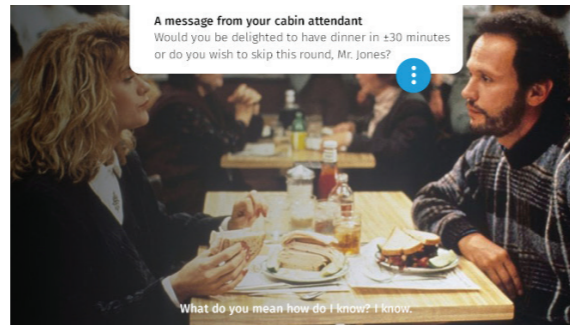 A message from your cabin attendant
Would you be delighted to have dinner in ±30 minutes
or do you wish to skip this round, Mr. Jones?
What do you mean how do I know? I know.